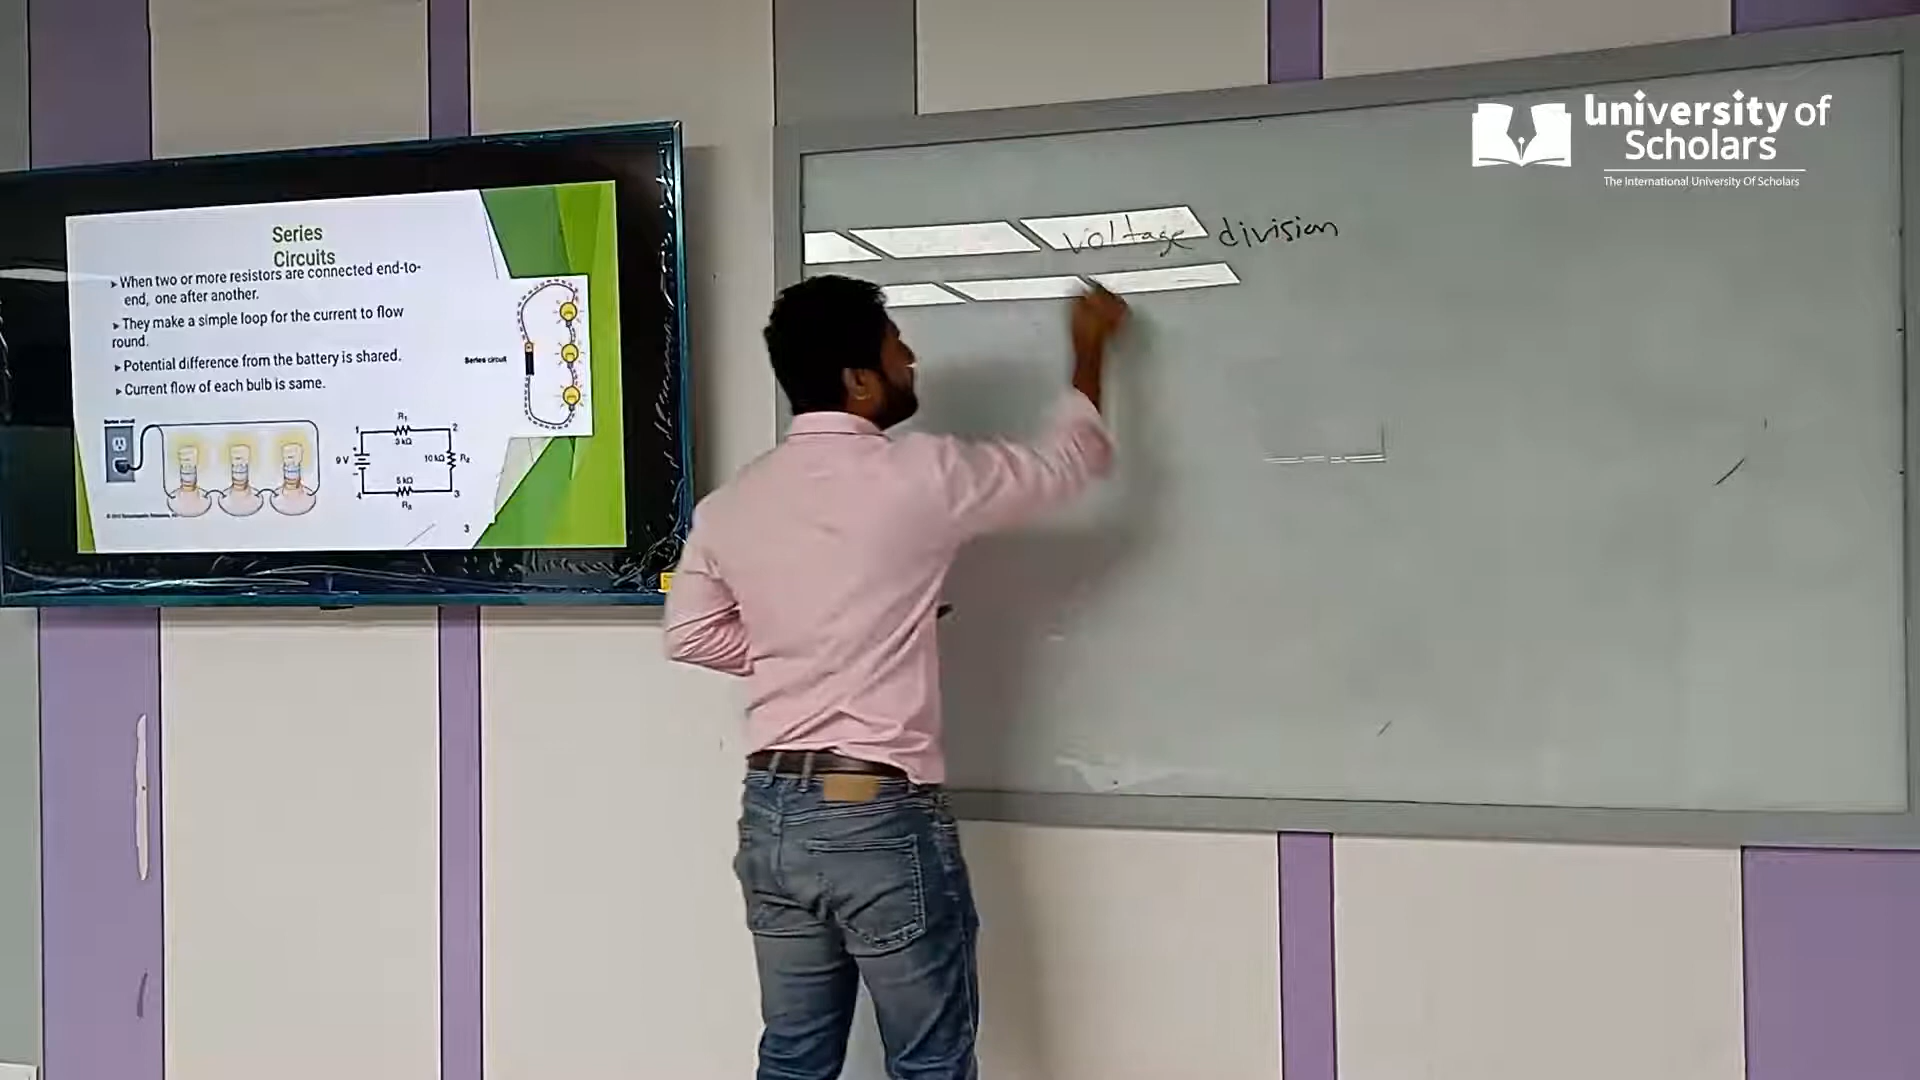 Series
Circuits
➤ When two or more resistors are connected end-to-
end, one after another.
➤ They make a simple loop for the current to flow
round.
➤ Potential difference from the battery is shared.
➤ Current flow of each bulb is same.
Series circuit
Series circuit
R1
3 kΩ
1
2
9 V
+
-
10 kΩ
R2
5 kΩ
R3
4
3
3
voltage division
University of
Scholars
The International University Of Scholars